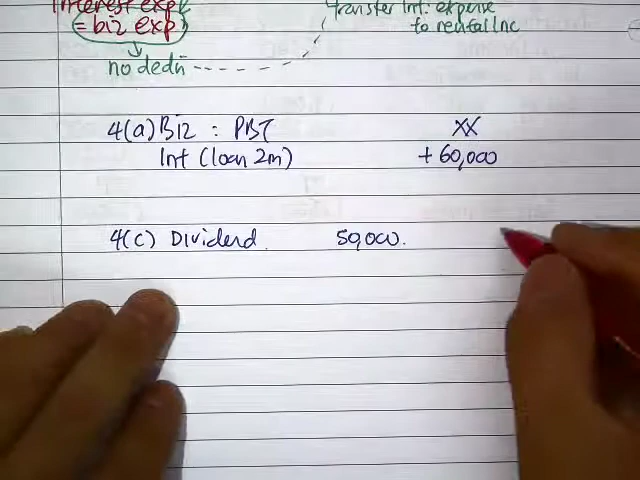 Interest exp
= biz exp
no dedn
transfer int: expense
to rental Inc
4(a) Biz : PBT XX
Int (loan 2m) + 60,000
4(c) Dividend. 50,000.